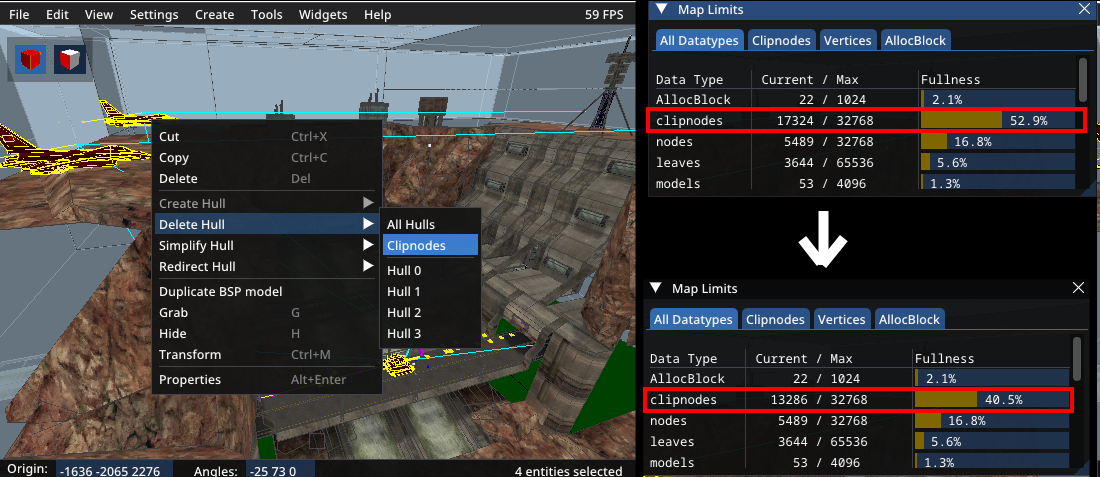 File Edit View Settings Create Tools Widgets Help 59 FPS
Cut Ctrl+X
Copy Ctrl+C
Delete Del
Create Hull
Delete Hull
Simplify Hull
Redirect Hull
Duplicate BSP model
Grab G
Hide H
Transform Ctrl+M
Properties Alt+Enter
All Hulls
Clipnodes
Hull 0
Hull 1
Hull 2
Hull 3
Origin: -1636 -2065 2276 Angles: -25 73 0 4 entities selected
Map Limits
All Datatypes Clipnodes Vertices AllocBlock
Data Type Current / Max Fullness
AllocBlock 22 / 1024 2.1%
clipnodes 17324 / 32768 52.9%
nodes 5489 / 32768 16.8%
leaves 3644 / 65536 5.6%
models 53 / 4096 1.3%
Map Limits
All Datatypes Clipnodes Vertices AllocBlock
Data Type Current / Max Fullness
AllocBlock 22 / 1024 2.1%
clipnodes 13286 / 32768 40.5%
nodes 5489 / 32768 16.8%
leaves 3644 / 65536 5.6%
models 53 / 4096 1.3%